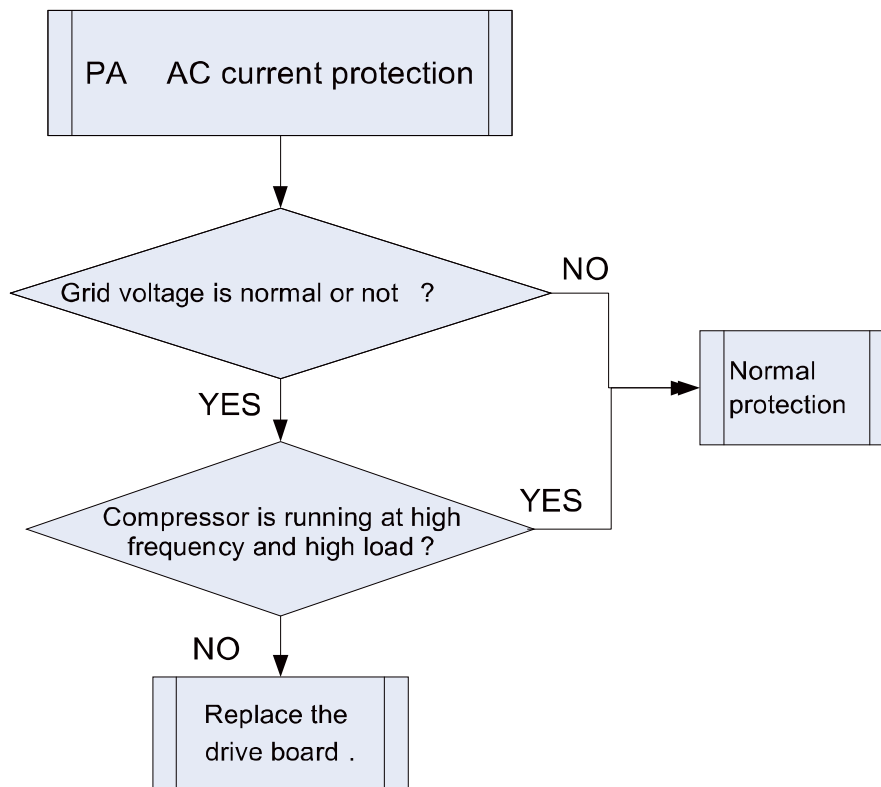 PA AC current protection
Grid voltage is normal or not ?
NO
YES
Normal
protection
Compressor is running at high
frequency and high load ?
YES
NO
Replace the
drive board .